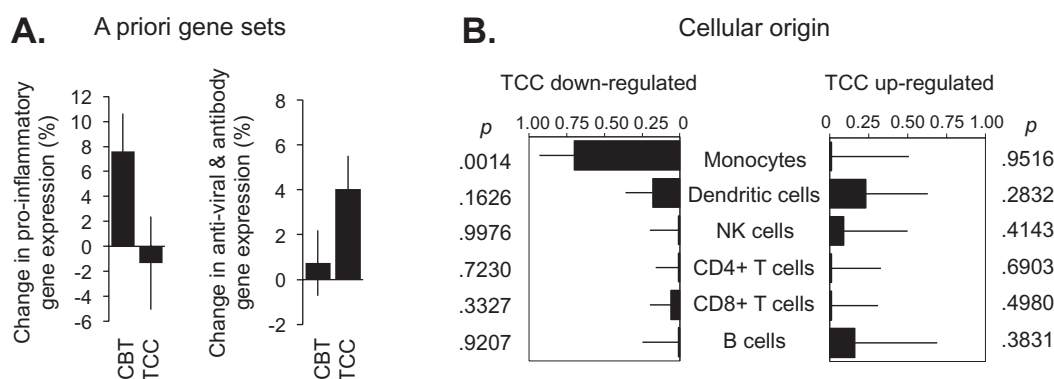 A. A priori gene sets
Change in pro-inflammatory
gene expression (%)
12
10
8
6
4
2
0
-2
-4
-6
CBT
TCC
Change in anti-viral & antibody
gene expression (%)
8
6
4
2
0
-2
CBT
TCC
B. Cellular origin
TCC down-regulated TCC up-regulated
p 1.00 0.75 0.50 0.25 0 0 0.25 0.50 0.75 1.00 p
.0014 Monocytes .9516
.1626 Dendritic cells .2832
.9976 NK cells .4143
.7230 CD4+ T cells .6903
.3327 CD8+ T cells .4980
.9207 B cells .3831